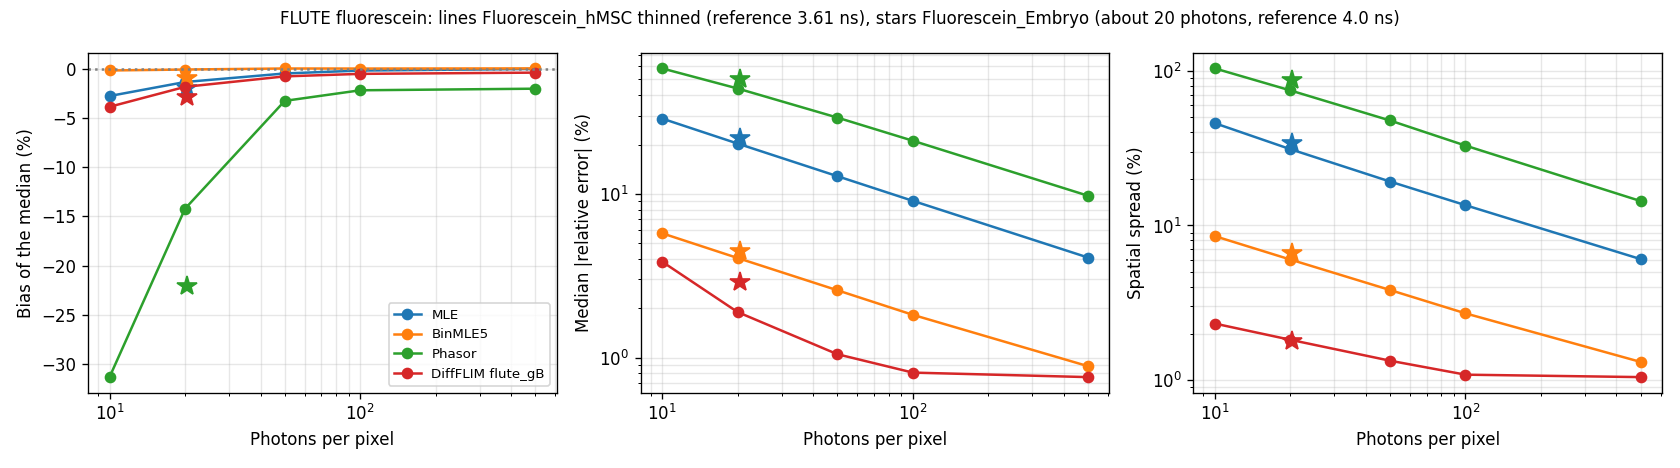 FLUTE fluorescein: lines Fluorescein_hMSC thinned (reference 3.61 ns), stars Fluorescein_Embryo (about 20 photons, reference 4.0 ns)
Bias of the median (%)
0
−5
−10
−15
−20
−25
−30
10¹
10²
Photons per pixel
MLE
BinMLE5
Phasor
DiffFLIM flute_gB
Median |relative error| (%)
10¹
10⁰
10¹
10²
Photons per pixel
Spatial spread (%)
10²
10¹
10⁰
10¹
10²
Photons per pixel